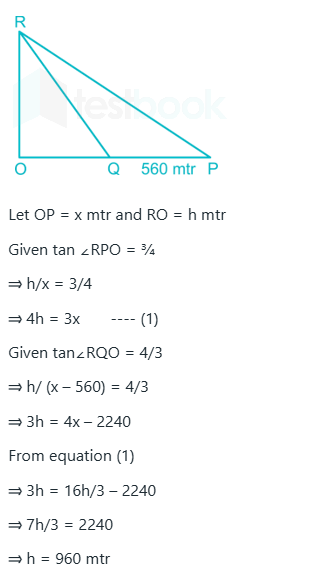 R
testbook
O Q 560 mtr P
Let OP = x mtr and RO = h mtr
Given tan ∠RPO = ¾
⇒ h/x = 3/4
⇒ 4h = 3x ---- (1)
Given tan∠RQO = 4/3
⇒ h/ (x – 560) = 4/3
⇒ 3h = 4x – 2240
From equation (1)
⇒ 3h = 16h/3 – 2240
⇒ 7h/3 = 2240
⇒ h = 960 mtr